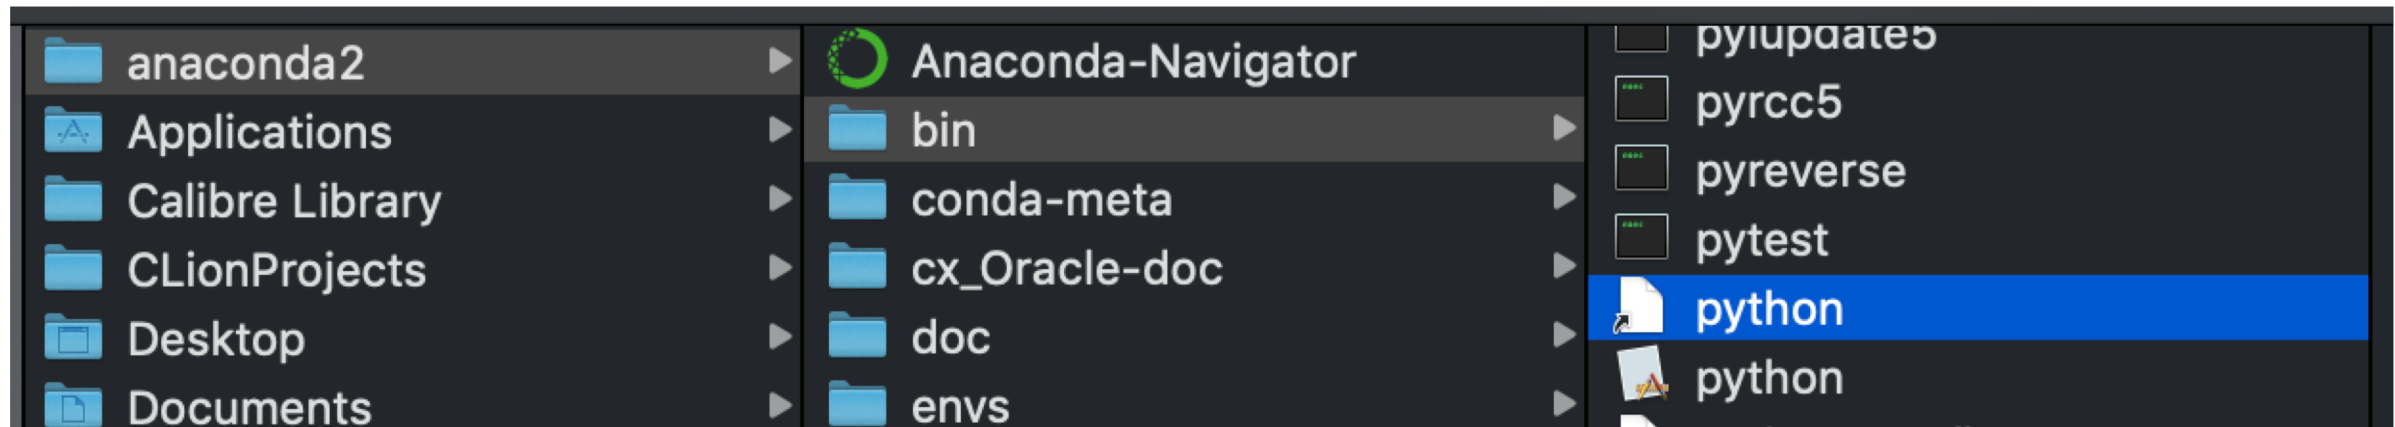 anaconda2
Applications
Calibre Library
CLionProjects
Desktop
Documents
Anaconda-Navigator
bin
conda-meta
cx_Oracle-doc
doc
envs
pylupdate5
pyrcc5
pyreverse
pytest
python
python